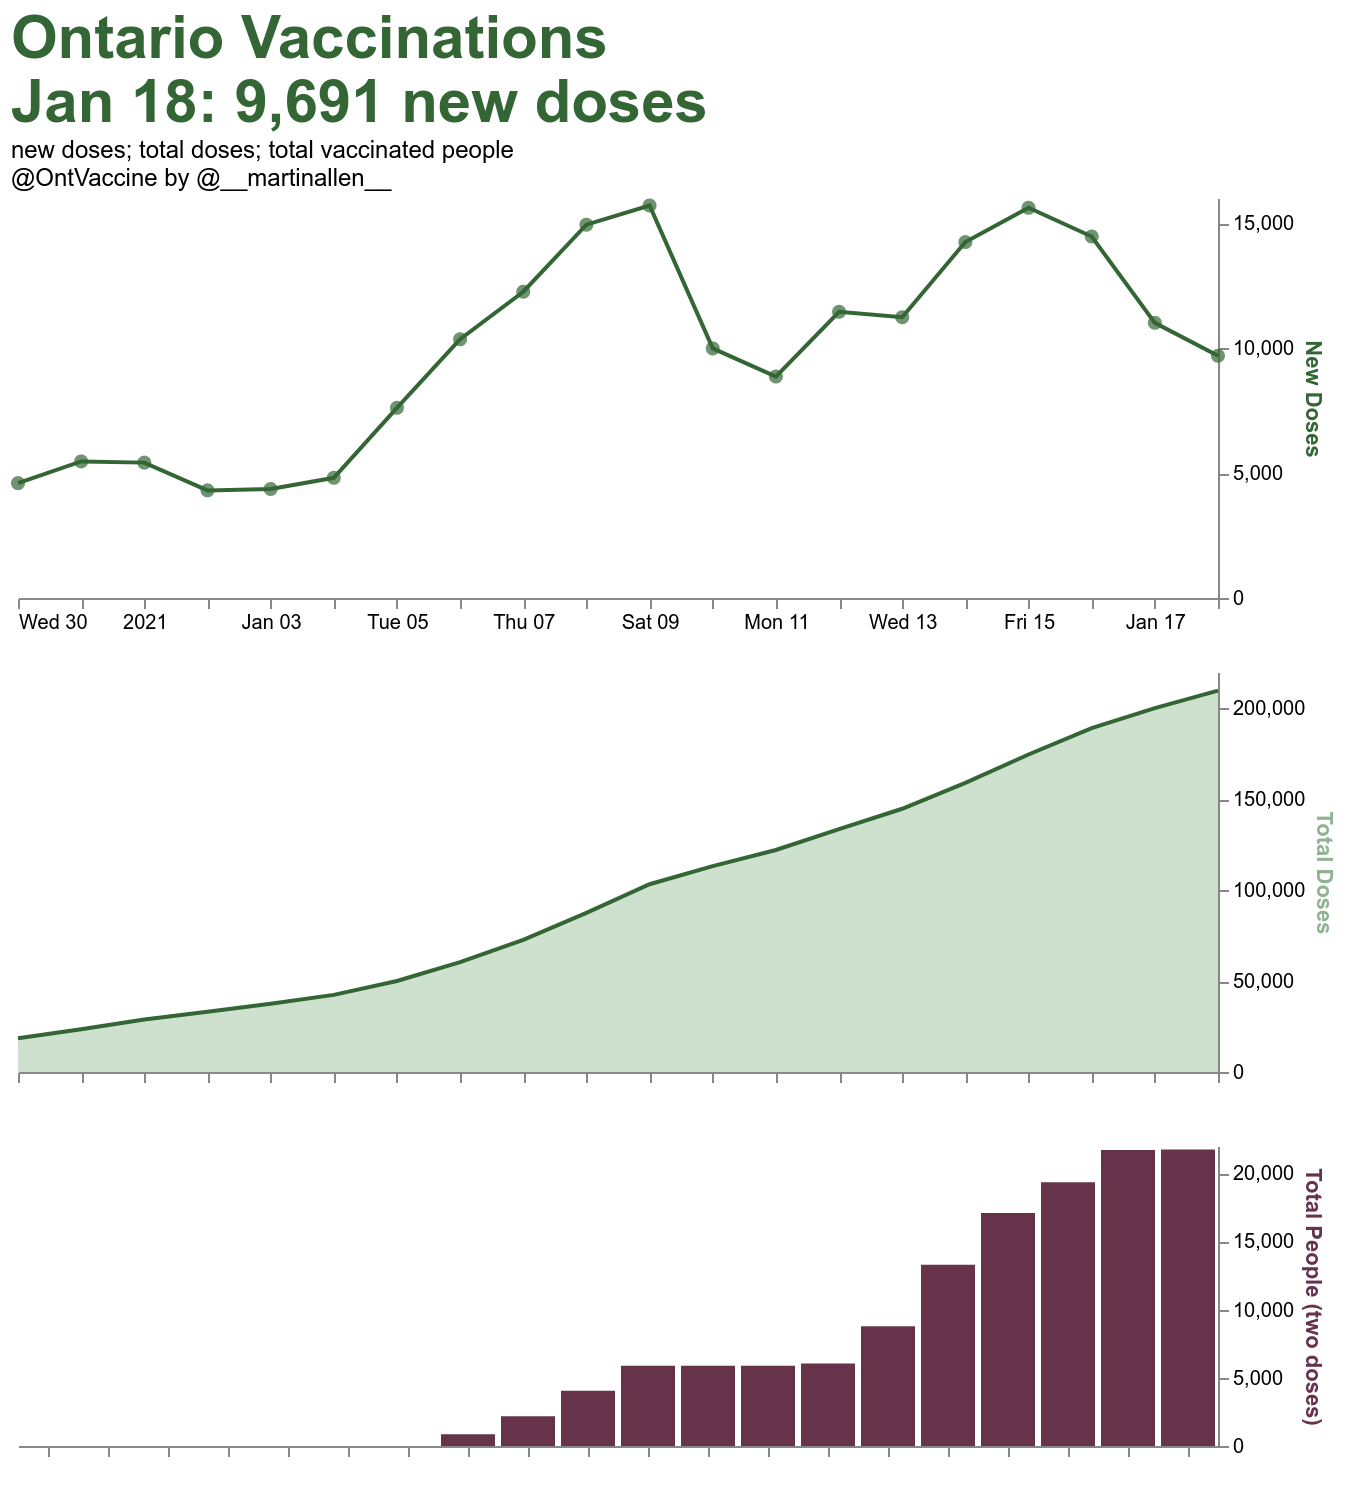 Ontario Vaccinations
Jan 18: 9,691 new doses
new doses; total doses; total vaccinated people
@OntVaccine by @__martinallen__
15,000
10,000
5,000
0
New Doses
Wed 30 2021 Jan 03 Tue 05 Thu 07 Sat 09 Mon 11 Wed 13 Fri 15 Jan 17
200,000
150,000
100,000
50,000
0
Total Doses
20,000
15,000
10,000
5,000
0
Total People (two doses)